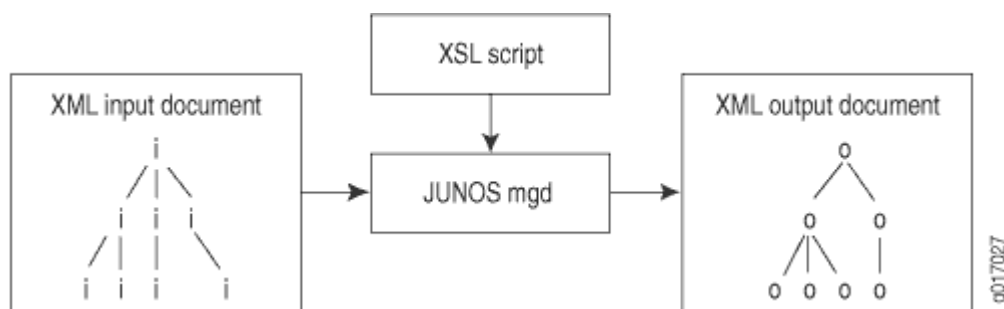 XSL script
XML input document
i
i i i
i i i i
JUNOS mgd
XML output document
o
o o
o o o o
g017027